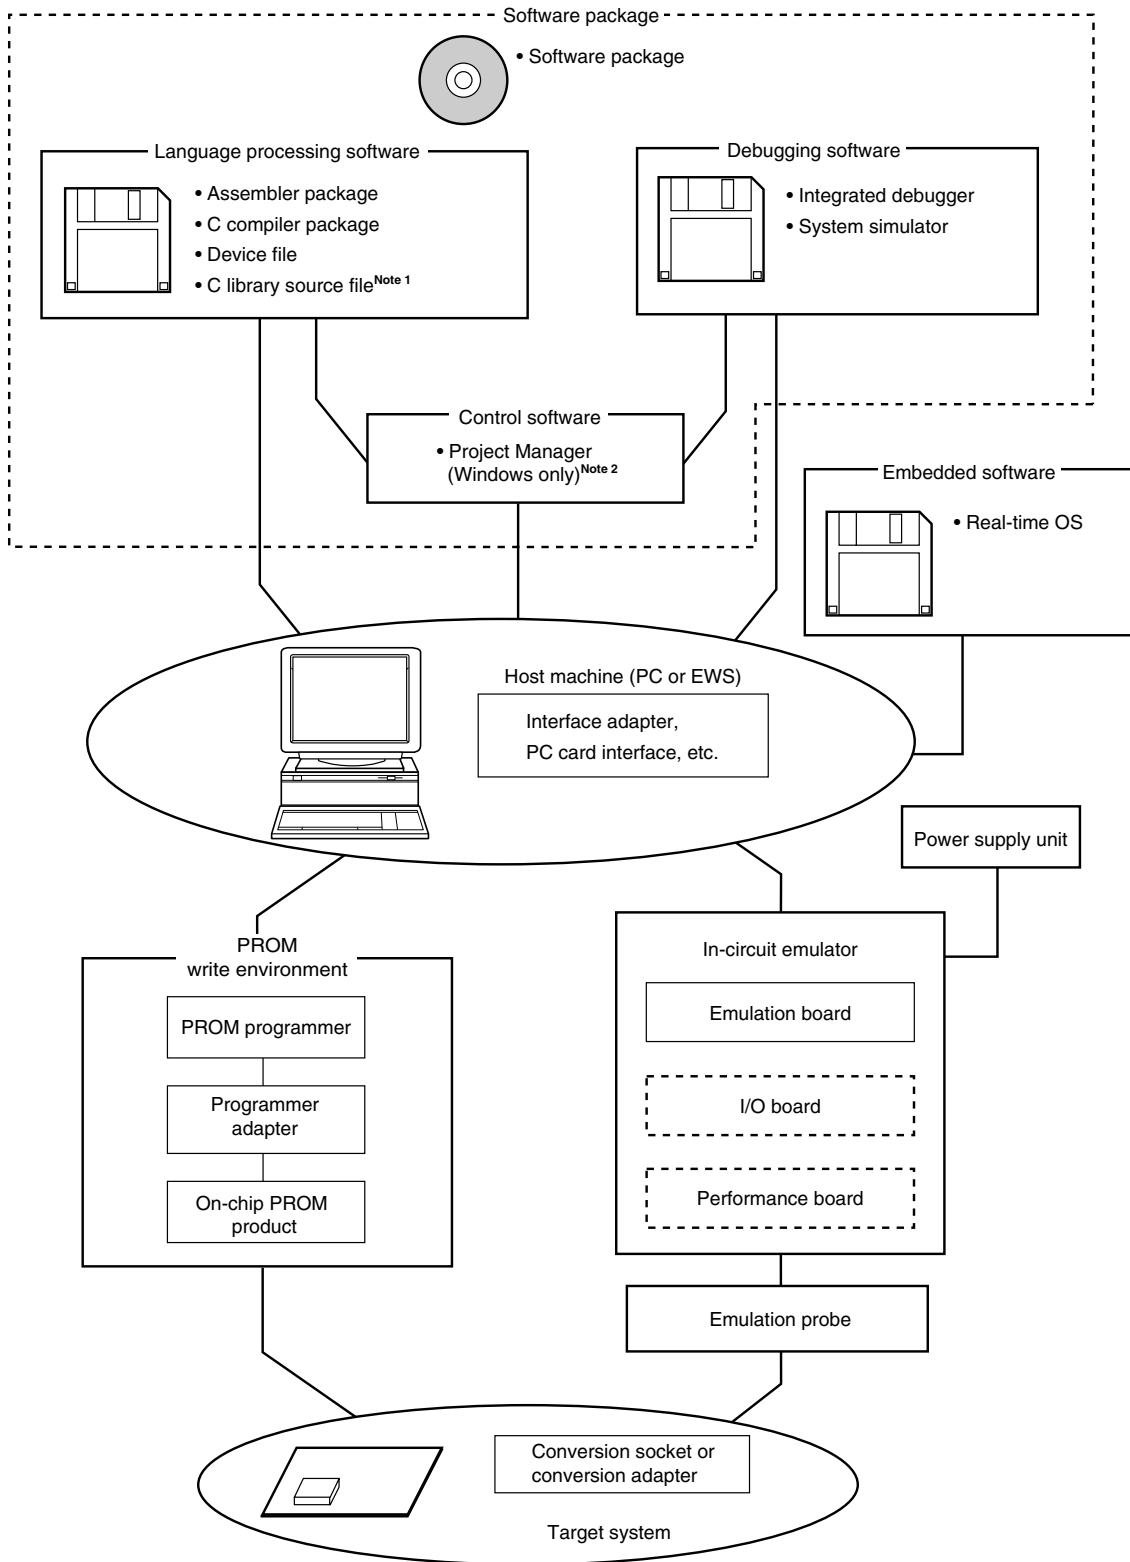 Software package
• Software package
Language processing software
• Assembler package
• C compiler package
• Device file
• C library source fileNote 1
Debugging software
• Integrated debugger
• System simulator
Control software
• Project Manager
(Windows only)Note 2
Embedded software
• Real-time OS
Host machine (PC or EWS)
Interface adapter,
PC card interface, etc.
Power supply unit
PROM
write environment
PROM programmer
Programmer
adapter
On-chip PROM
product
In-circuit emulator
Emulation board
I/O board
Performance board
Emulation probe
Conversion socket or
conversion adapter
Target system